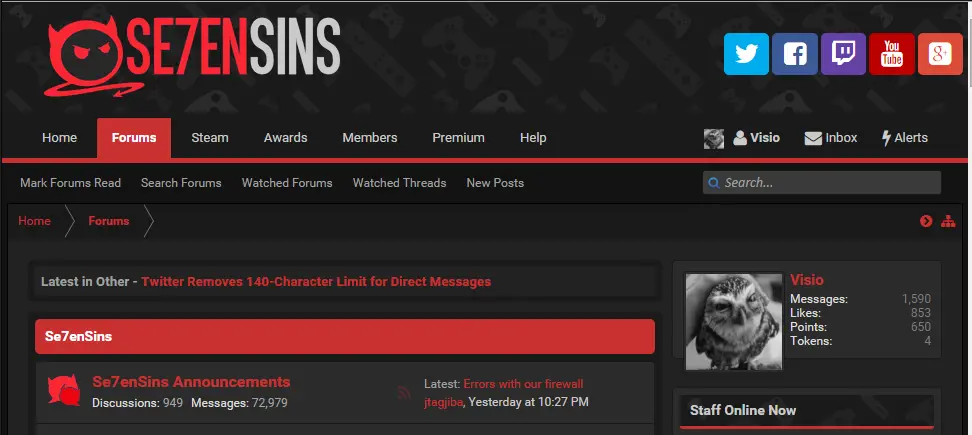 SE7ENSINS
You
Tube
g+
Home Forums Steam Awards Members Premium Help Visio Inbox Alerts
Mark Forums Read Search Forums Watched Forums Watched Threads New Posts Search...
Home Forums
Latest in Other - Twitter Removes 140-Character Limit for Direct Messages
Se7enSins
Se7enSins Announcements
Discussions: 949 Messages: 72,979
Latest: Errors with our firewall
jtagjiba, Yesterday at 10:27 PM
Visio
Messages: 1,590
Likes: 853
Points: 650
Tokens: 4
Staff Online Now